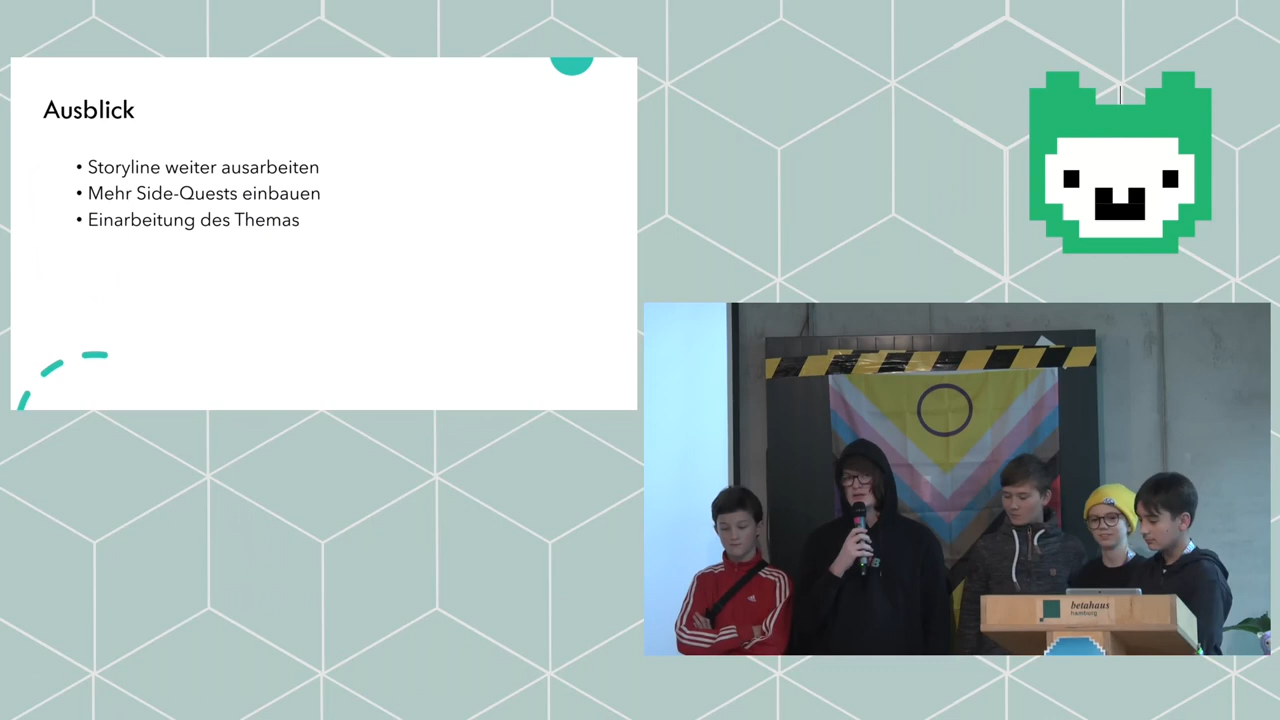 Ausblick
• Storyline weiter ausarbeiten
• Mehr Side-Quests einbauen
• Einarbeitung des Themas
betahaus
hamburg